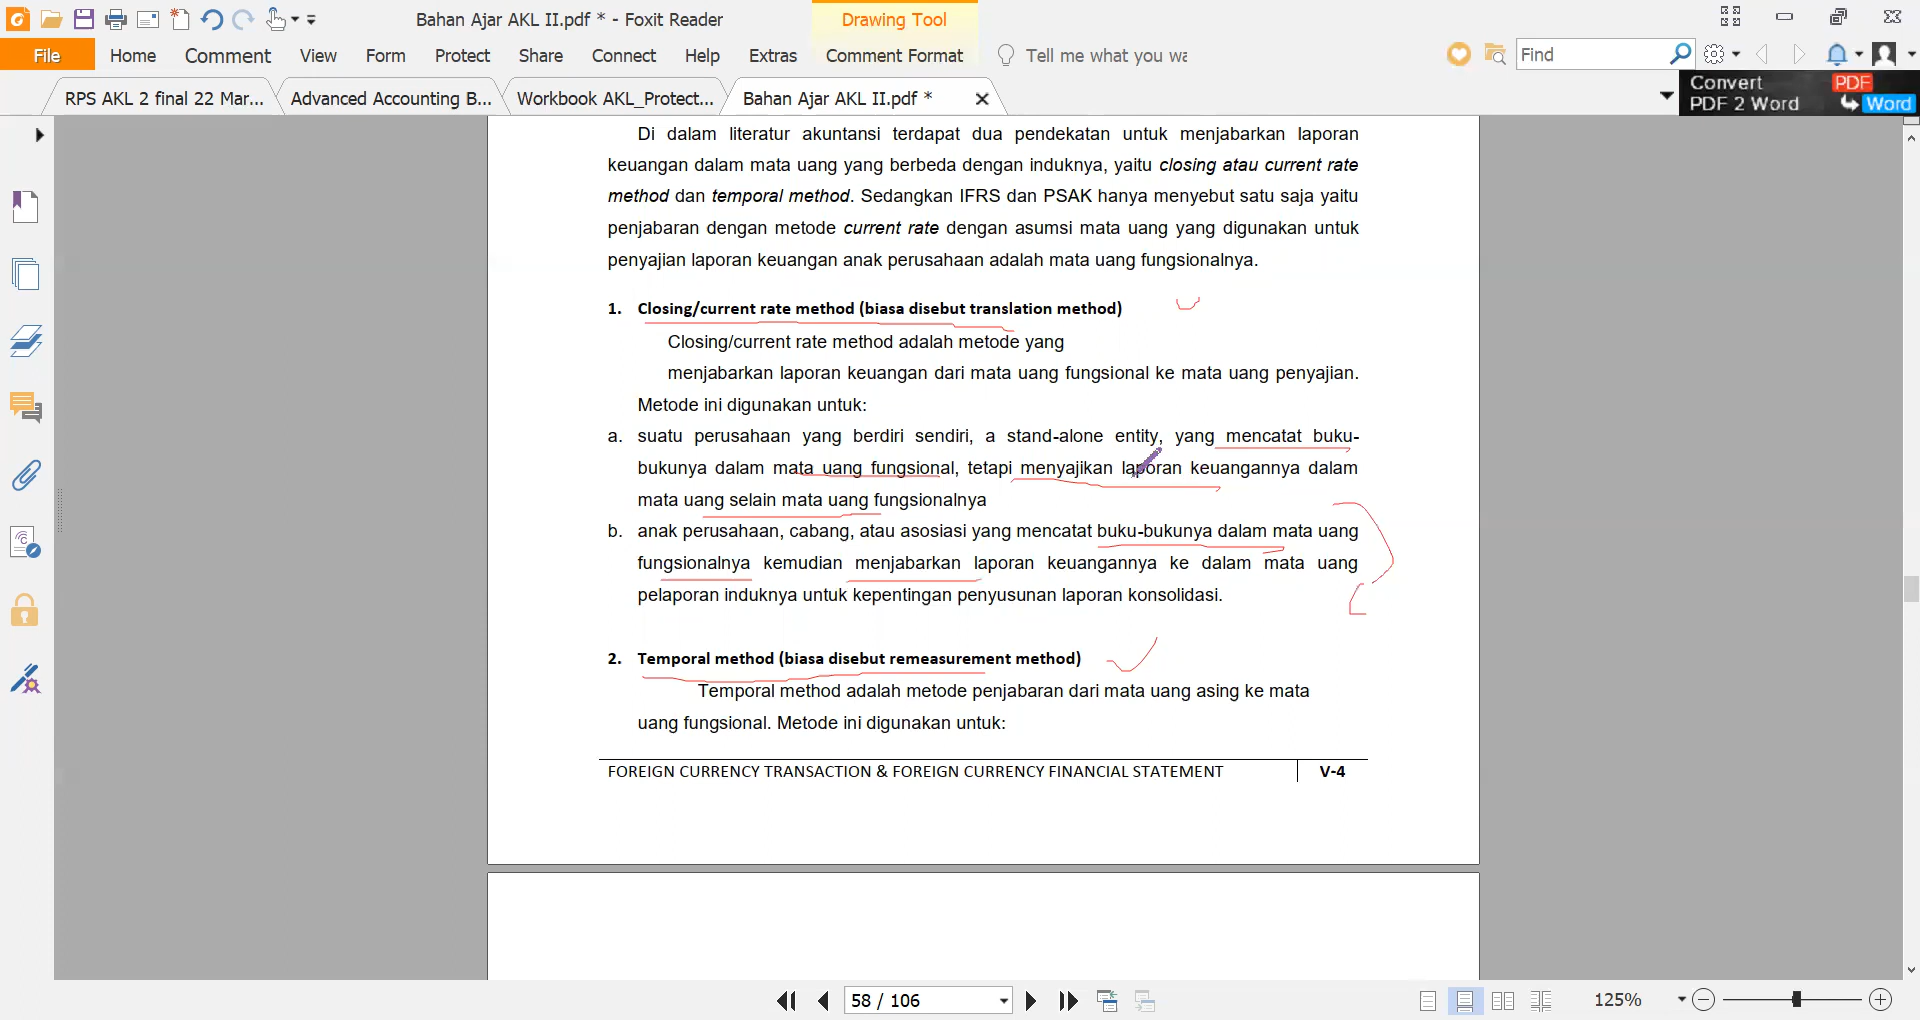 Bahan Ajar AKL II.pdf * - Foxit Reader
Drawing Tool
File
Home
Comment
View
Form
Protect
Share
Connect
Help
Extras
Comment Format
Tell me what you wa
Find
RPS AKL 2 final 22 Mar...
Advanced Accounting B...
Workbook AKL_Protect...
Bahan Ajar AKL II.pdf *
Convert PDF
PDF 2 Word Word
Di dalam literatur akuntansi terdapat dua pendekatan untuk menjabarkan laporan
keuangan dalam mata uang yang berbeda dengan induknya, yaitu closing atau current rate
method dan temporal method. Sedangkan IFRS dan PSAK hanya menyebut satu saja yaitu
penjabaran dengan metode current rate dengan asumsi mata uang yang digunakan untuk
penyajian laporan keuangan anak perusahaan adalah mata uang fungsionalnya.
1. Closing/current rate method (biasa disebut translation method)
Closing/current rate method adalah metode yang
menjabarkan laporan keuangan dari mata uang fungsional ke mata uang penyajian.
Metode ini digunakan untuk:
a. suatu perusahaan yang berdiri sendiri, a stand-alone entity, yang mencatat buku-
bukunya dalam mata uang fungsional, tetapi menyajikan laporan keuangannya dalam
mata uang selain mata uang fungsionalnya
b. anak perusahaan, cabang, atau asosiasi yang mencatat buku-bukunya dalam mata uang
fungsionalnya kemudian menjabarkan laporan keuangannya ke dalam mata uang
pelaporan induknya untuk kepentingan penyusunan laporan konsolidasi.
2. Temporal method (biasa disebut remeasurement method)
Temporal method adalah metode penjabaran dari mata uang asing ke mata
uang fungsional. Metode ini digunakan untuk:
FOREIGN CURRENCY TRANSACTION & FOREIGN CURRENCY FINANCIAL STATEMENT V-4
58 / 106
125%